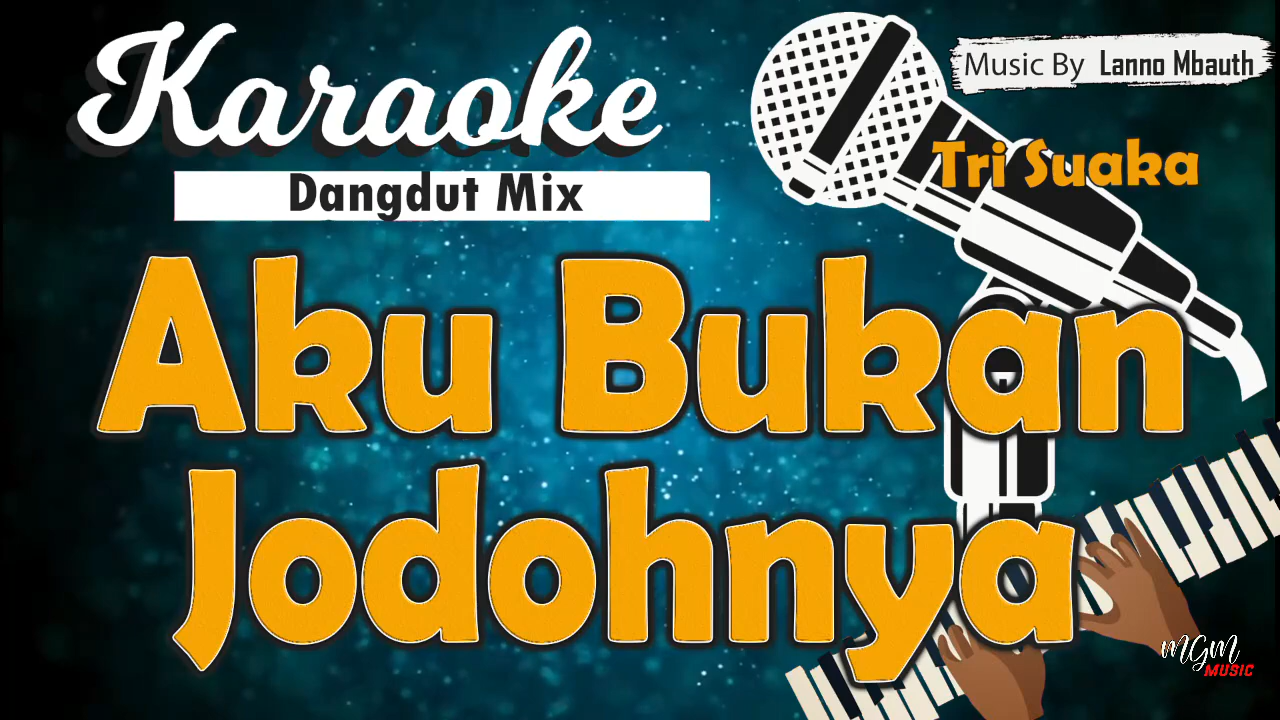 Karaoke
Music By Lanno Mbauth
Dangdut Mix
Tri Suaka
Aku Bukan
Jodohnya
MGM
MUSIC